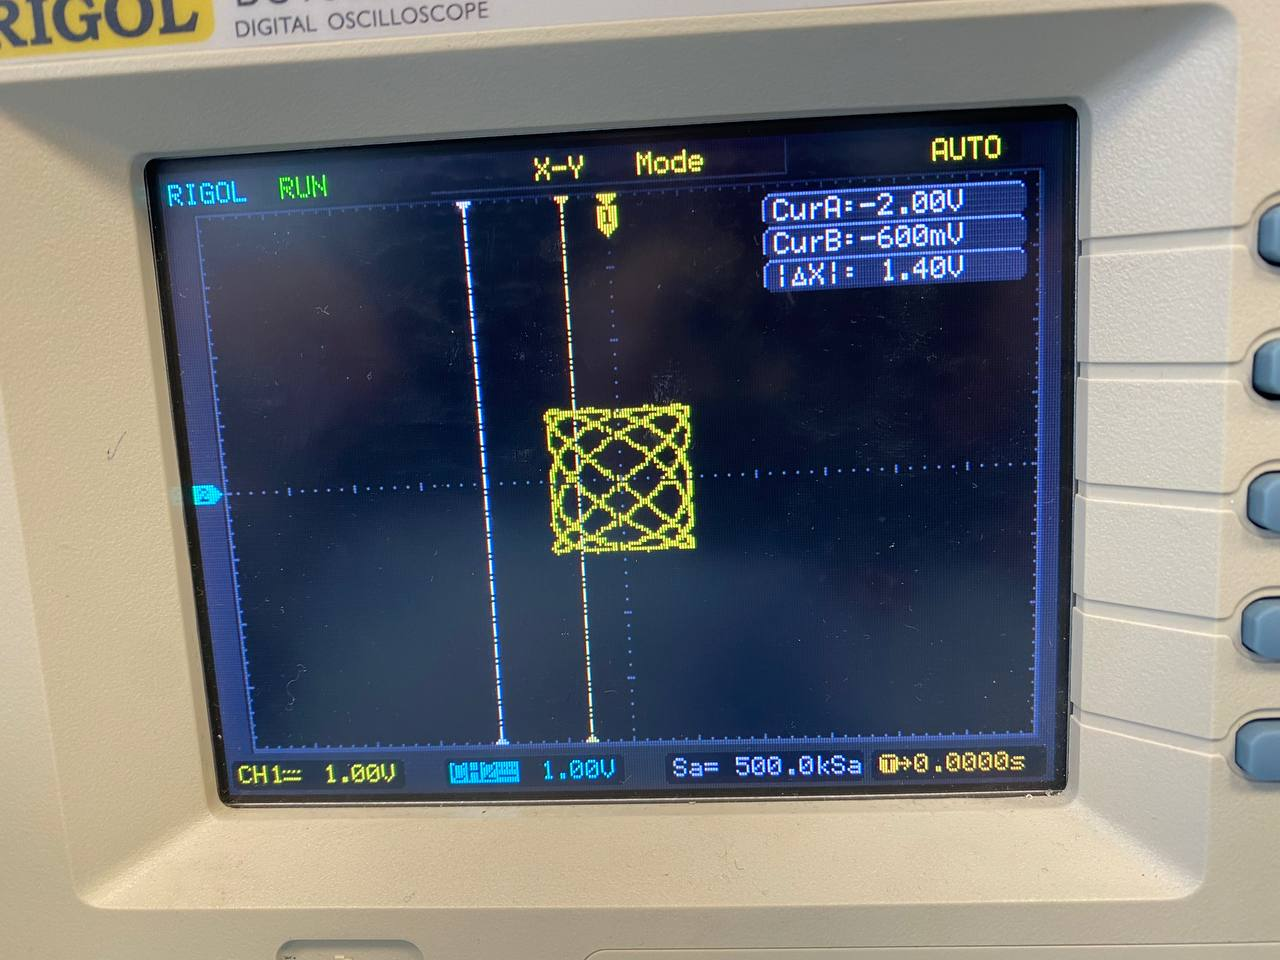 RIGOL
DIGITAL OSCILLOSCOPE
RIGOL RUN X-Y Mode AUTO
CurA:-2.00V
CurB:-600mV
|ΔX|: 1.40V
CH1 1.00V 1.00V Sa= 500.0kSa T→0.0000s